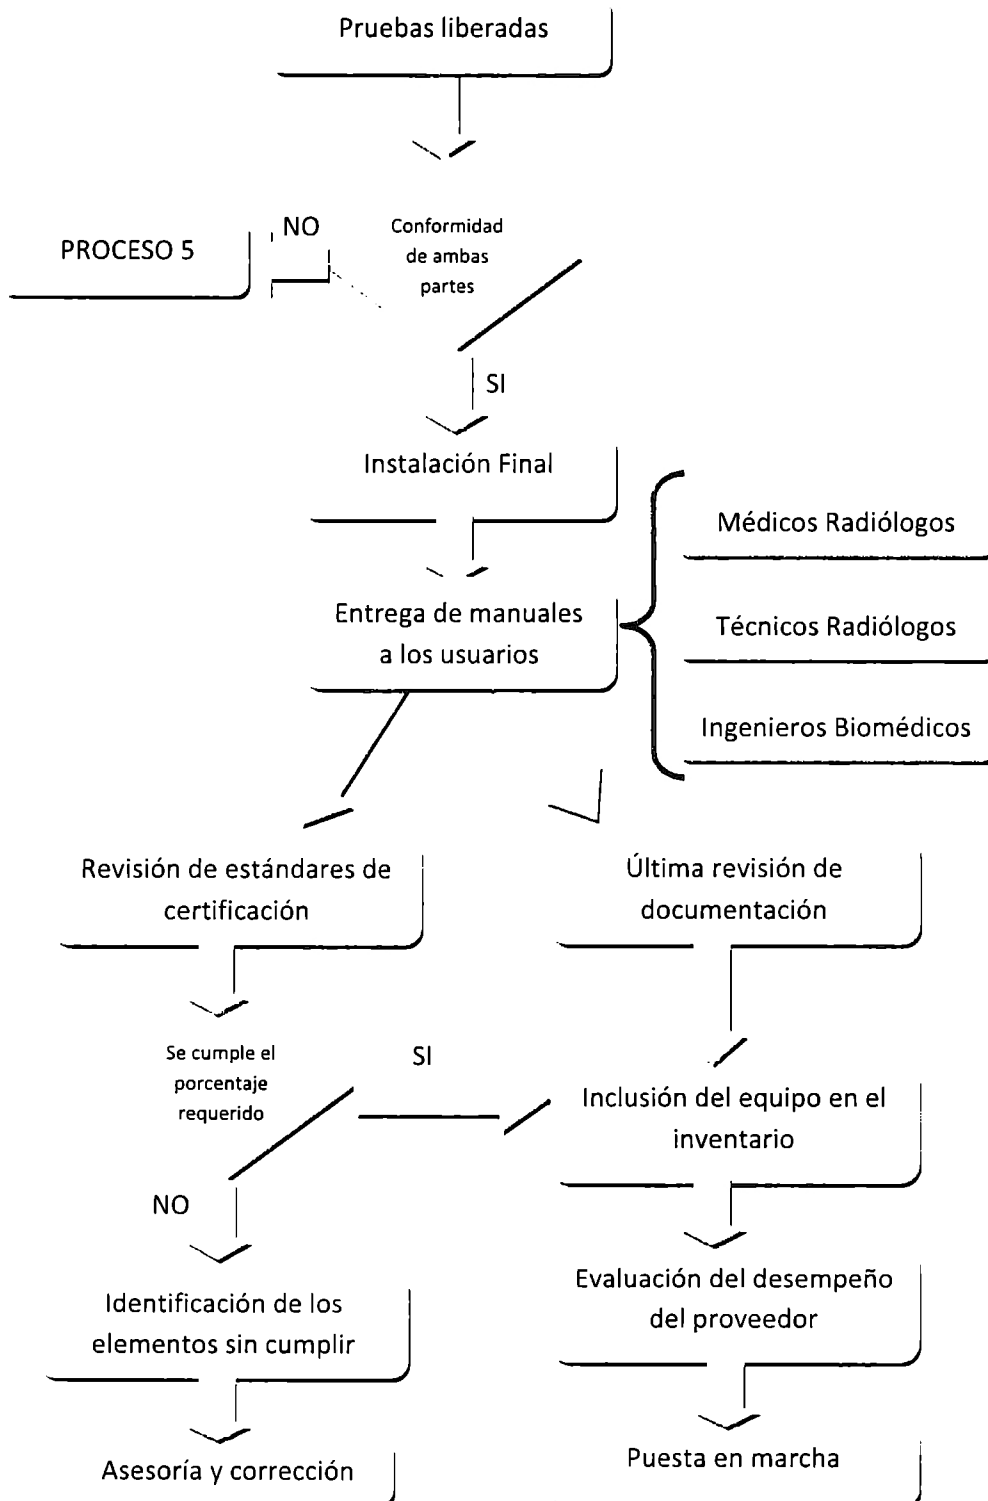 Pruebas liberadas
NO
PROCESO 5
Conformidad
de ambas
partes
SI
Instalación Final
Médicos Radiólogos
Entrega de manuales
a los usuarios
Técnicos Radiólogos
Ingenieros Biomédicos
Revisión de estándares de
certificación
Última revisión de
documentación
Se cumple el
porcentaje
requerido
SI
Inclusión del equipo en el
inventario
NO
Identificación de los
elementos sin cumplir
Evaluación del desempeño
del proveedor
Asesoría y corrección
Puesta en marcha